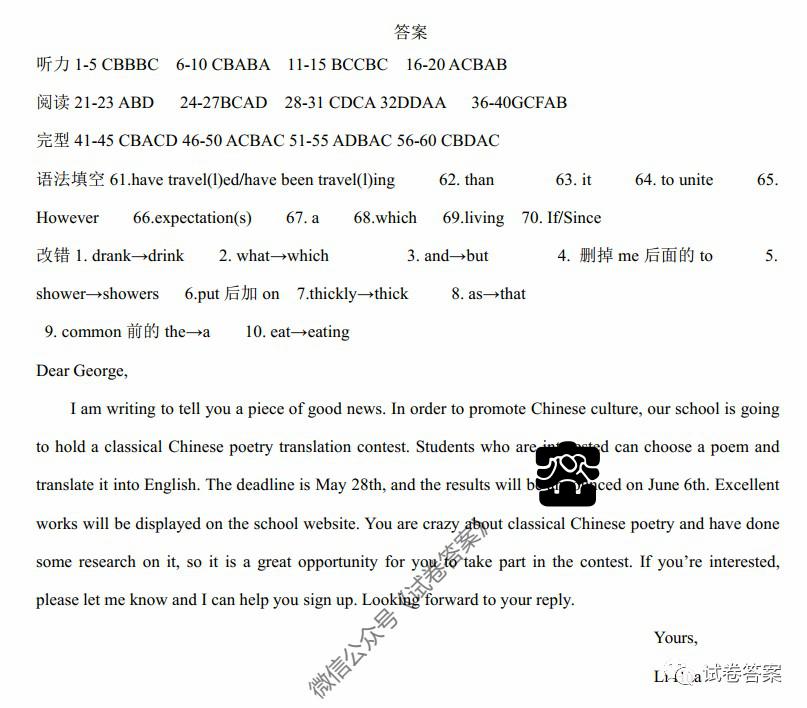 答案
听力 1-5 CBBBC 6-10 CBABA 11-15 BCCBC 16-20 ACBAB
阅读 21-23 ABD 24-27BCAD 28-31 CDCA 32DDAA 36-40GCFAB
完型 41-45 CBACD 46-50 ACBAC 51-55 ADBAC 56-60 CBDAC
语法填空 61.have travel(l)ed/have been travel(l)ing 62. than 63. it 64. to unite 65.
However 66.expectation(s) 67. a 68.which 69.living 70. If/Since
改错 1. drank→drink 2. what→which 3. and→but 4. 删掉 me 后面的 to 5.
shower→showers 6.put 后加 on 7.thickly→thick 8. as→that
9. common 前的 the→a 10. eat→eating
Dear George,
I am writing to tell you a piece of good news. In order to promote Chinese culture, our school is going
to hold a classical Chinese poetry translation contest. Students who are can choose a poem and
translate it into English. The deadline is May 28th, and the results will on June 6th. Excellent
works will be displayed on the school website. You are crazy about classical Chinese poetry and have done
some research on it, so it is a great opportunity for you to take part in the contest. If you’re interested,
please let me know and I can help you sign up. Looking forward to your reply.
Yours,
微信公众号《试卷答案》
试卷答案